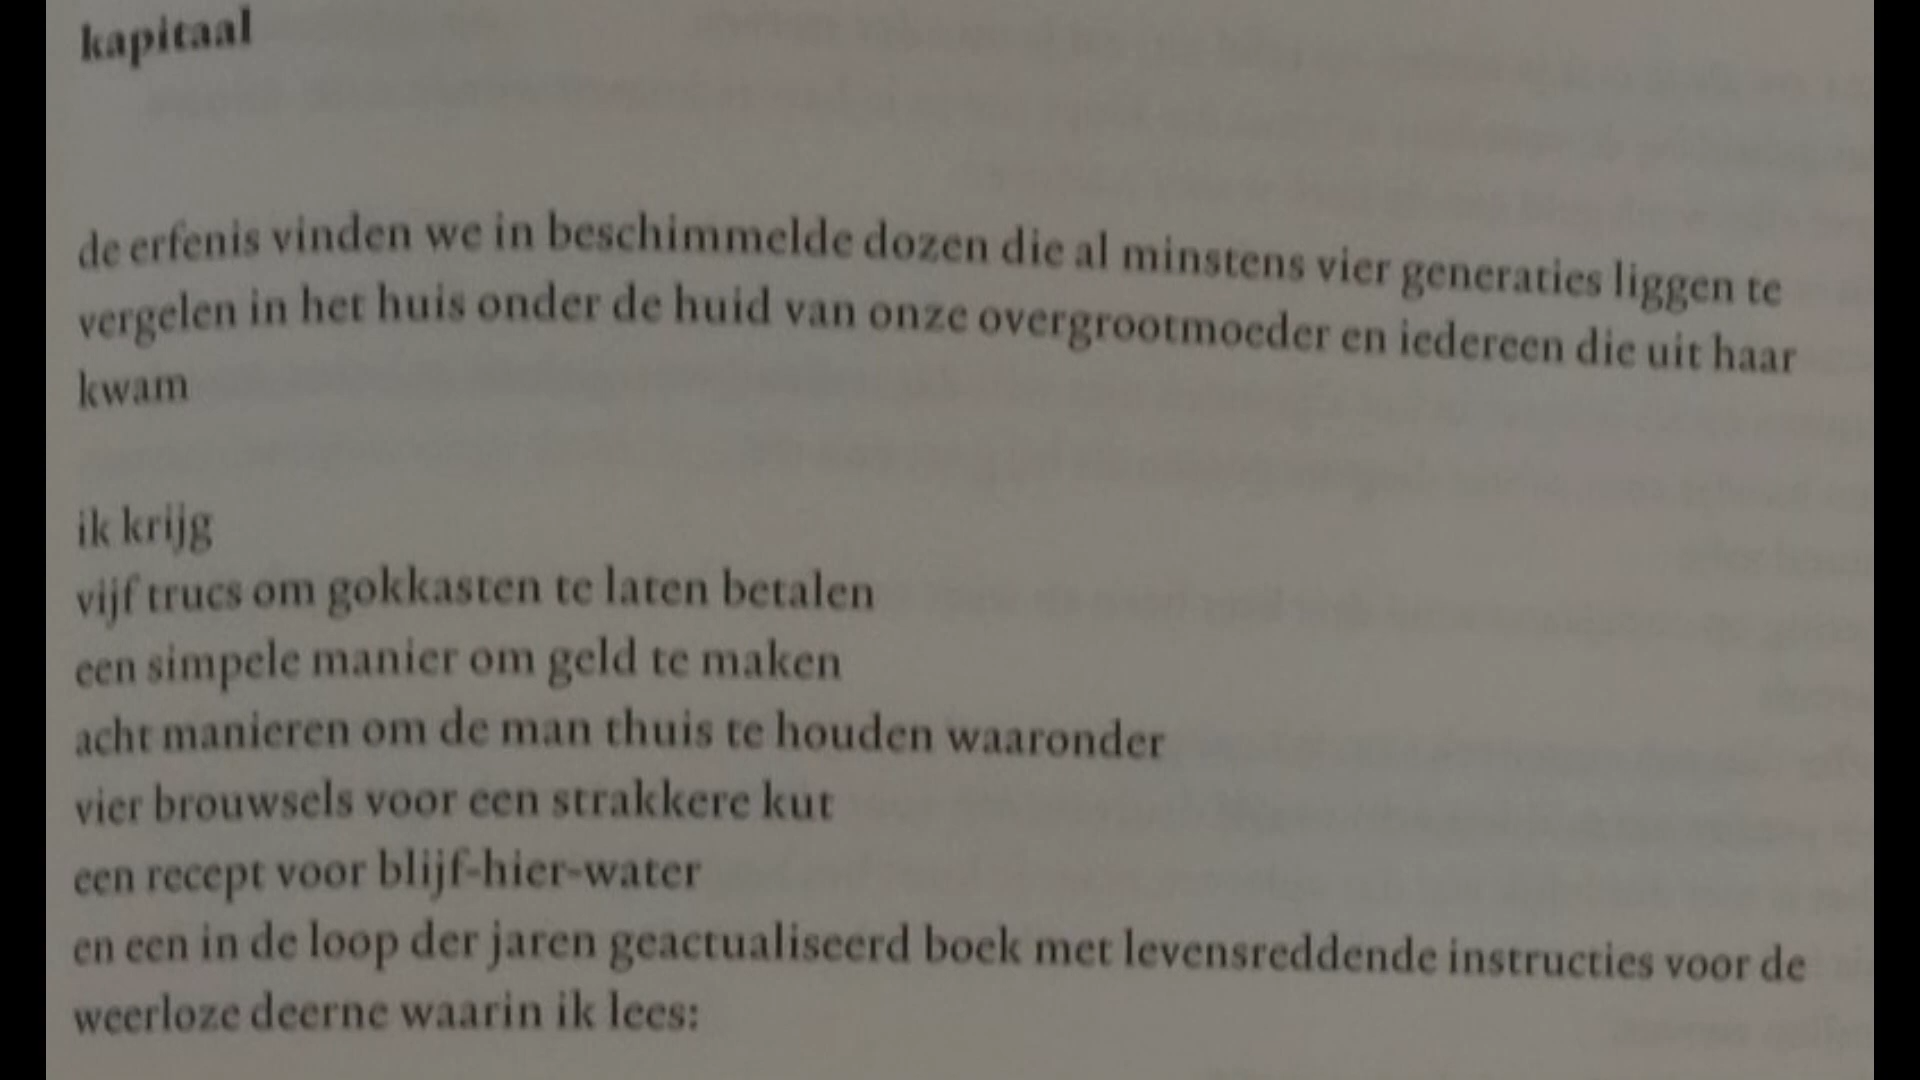 kapitaal
de erfenis vinden we in beschimmelde dozen die al minstens vier generaties liggen te
vergelen in het huis onder de huid van onze overgrootmoeder en iedereen die uit haar
kwam
ik krijg
vijf trucs om gokkasten te laten betalen
een simpele manier om geld te maken
acht manieren om de man thuis te houden waaronder
vier brouwsels voor een strakkere kut
een recept voor blijf-hier-water
en een in de loop der jaren geactualiseerd boek met levensreddende instructies voor de
weerloze deerne waarin ik lees: